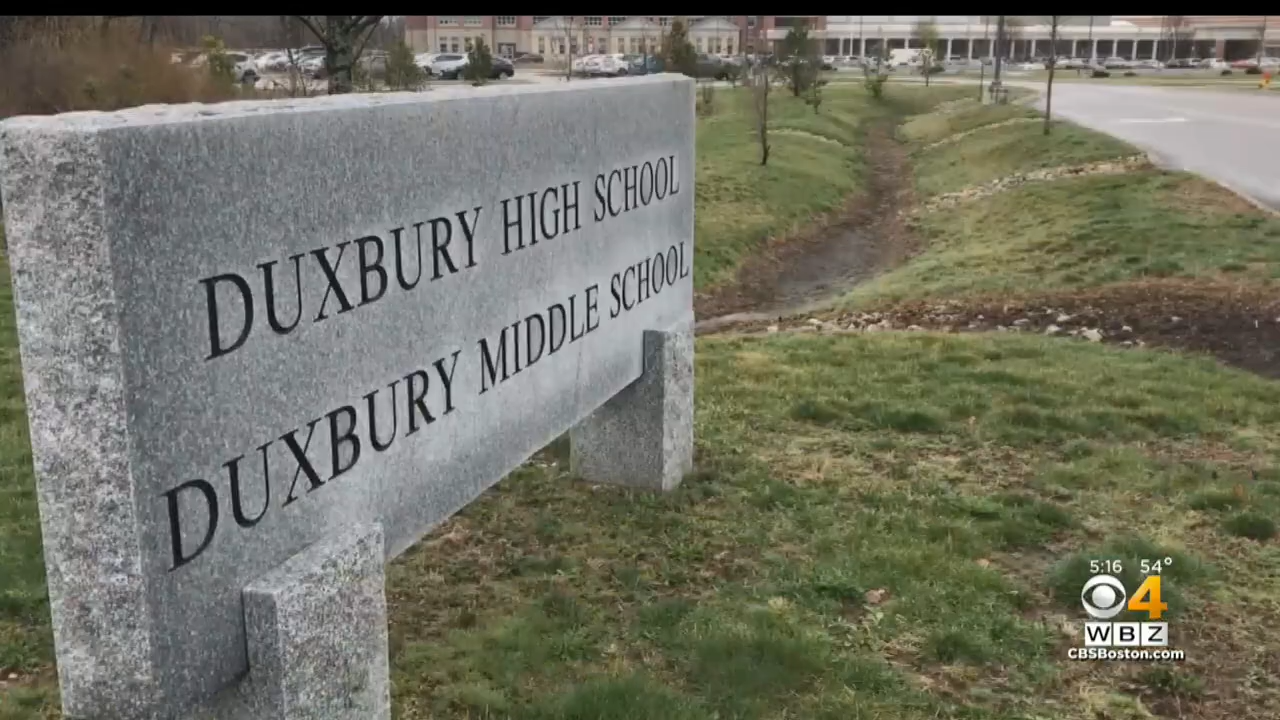 DUXBURY HIGH SCHOOL
DUXBURY MIDDLE SCHOOL
5:16 54°
4
WBZ
CBSBoston.com